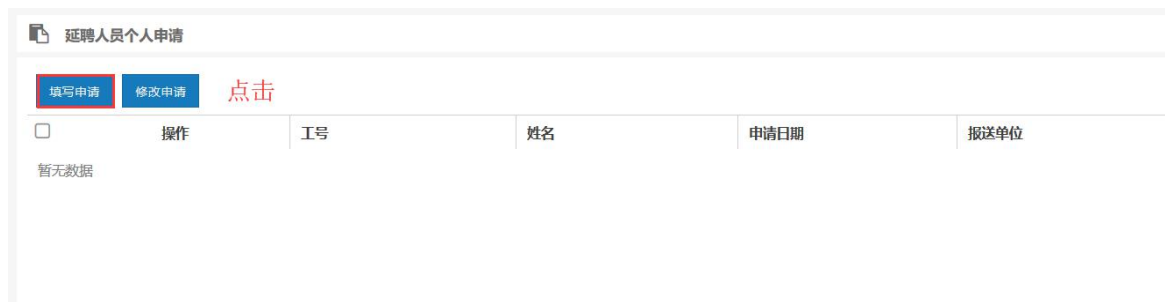 延聘人员个人申请
填写申请 修改申请 点击
操作 工号 姓名 申请日期 报送单位
暂无数据